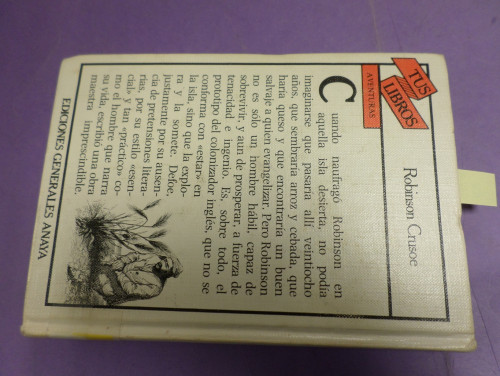 TUS
LIBROS
AVENTURAS
Robinson Crusoe
Cuando naufragó Robinson en
aquella isla desierta, no podía
imaginarse que pasaría allí veintiocho
años, que sembraría arroz y cebada, que
haría queso y que encontraría un buen
salvaje a quien evangelizar. Pero Robinson
no es sólo un hombre hábil, capaz de
sobrevivir, y aun de prosperar, a fuerza de
tenacidad e ingenio. Es, sobre todo, el
prototipo del colonizador inglés, que no se
conforma con «estar» en
la isla, sino que la explo-
ra y la somete. Defoe,
justamente por su ausen-
cia de pretensiones litera-
rias, por su estilo «esen-
cial» y tan «práctico» co-
mo el hombre que narra
su vida, escribió una obra
maestra imprescindible.
EDICIONES GENERALES ANAYA